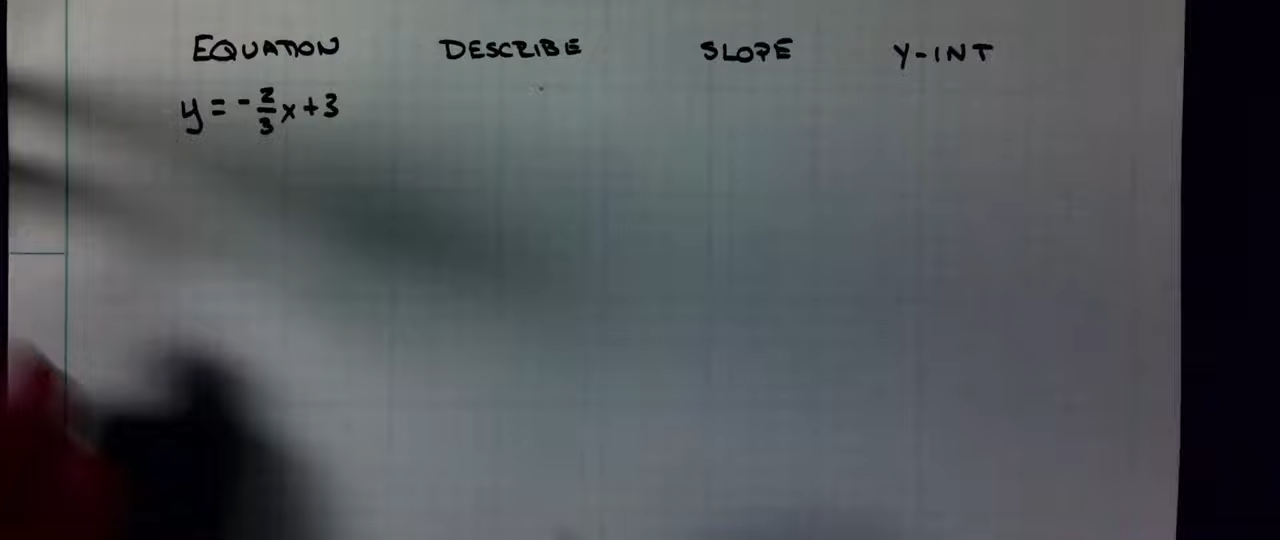 EQUATION DESCRIBE SLOPE Y-INT
y = -2/3x+3